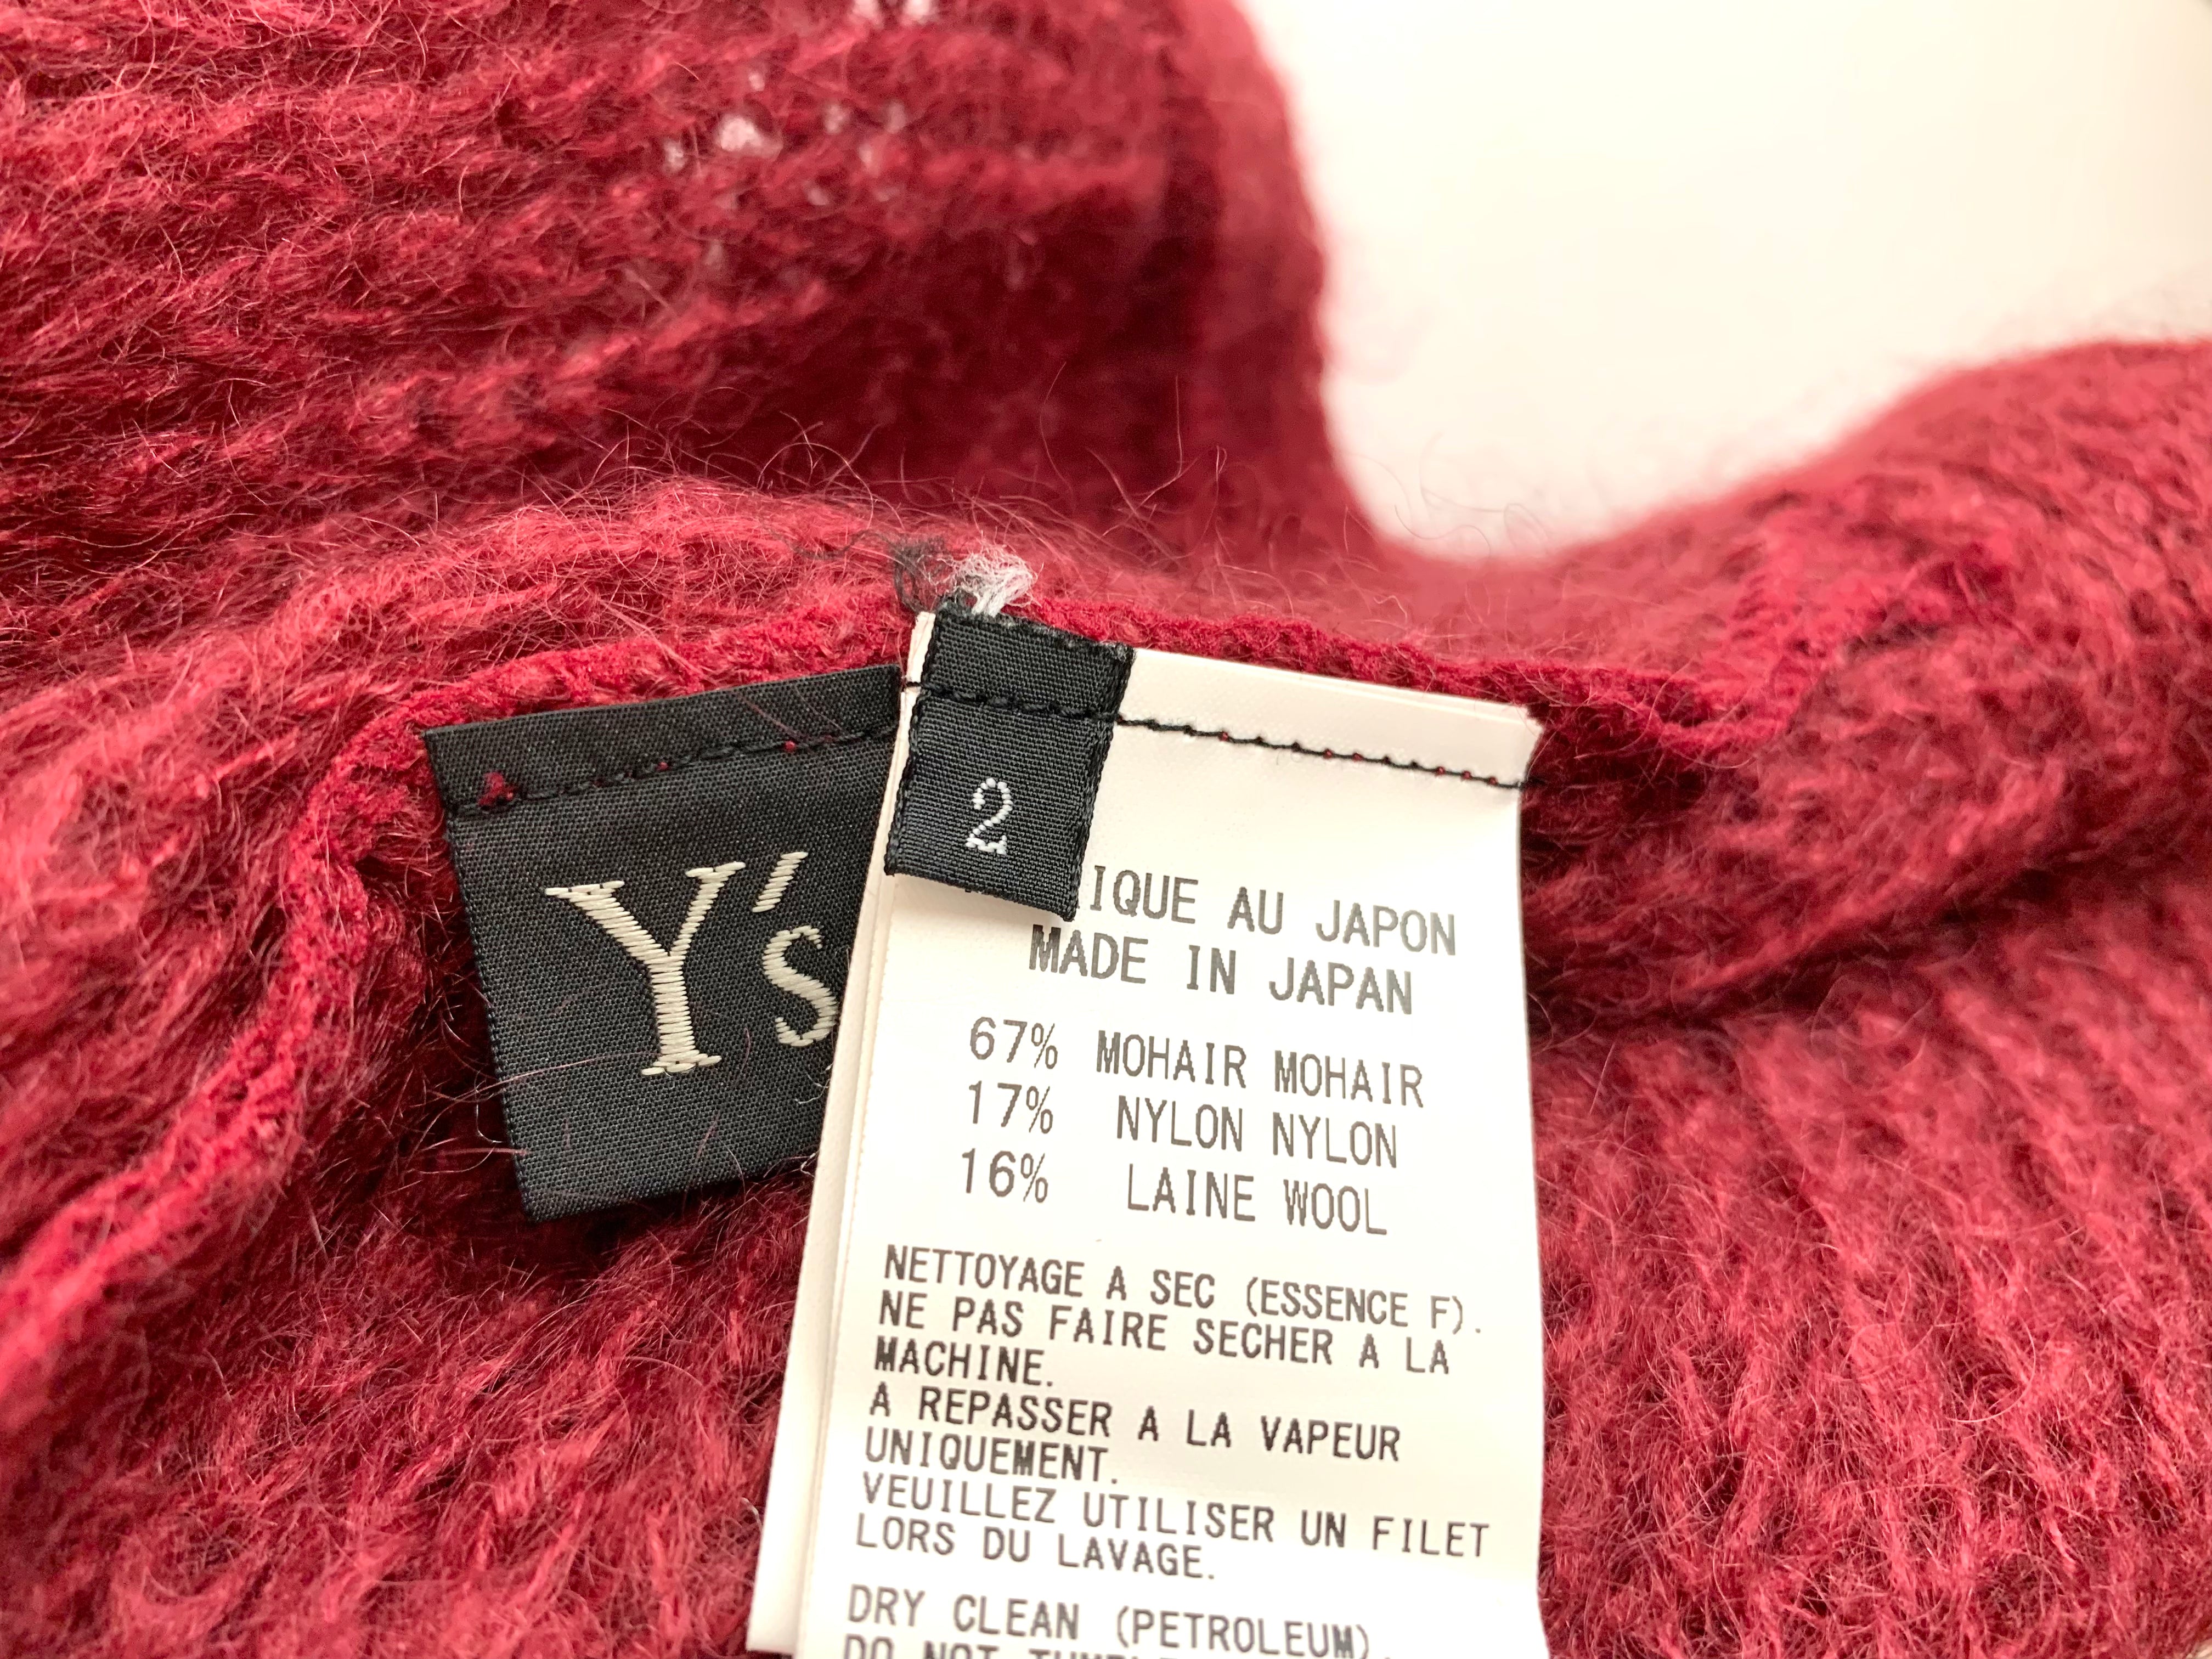 Y's
2
IQUE AU JAPON
MADE IN JAPAN
67% MOHAIR MOHAIR
17% NYLON NYLON
16% LAINE WOOL
NETTOYAGE A SEC (ESSENCE F).
NE PAS FAIRE SECHER A LA
MACHINE.
A REPASSER A LA VAPEUR
UNIQUEMENT.
VEUILLEZ UTILISER UN FILET
LORS DU LAVAGE.
DRY CLEAN (PETROLEUM).
DO NOT